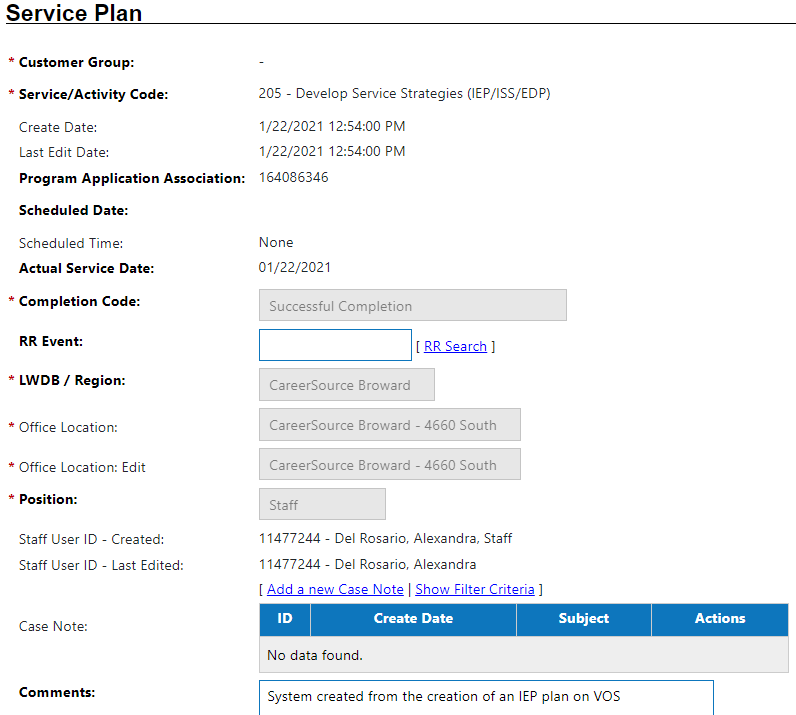 Service Plan
* Customer Group: -
* Service/Activity Code: 205 - Develop Service Strategies (IEP/ISS/EDP)
Create Date: 1/22/2021 12:54:00 PM
Last Edit Date: 1/22/2021 12:54:00 PM
Program Application Association: 164086346
Scheduled Date:
Scheduled Time: None
Actual Service Date: 01/22/2021
* Completion Code: Successful Completion
RR Event: [ RR Search ]
* LWDB / Region: CareerSource Broward
* Office Location: CareerSource Broward - 4660 South
* Office Location: Edit CareerSource Broward - 4660 South
* Position: Staff
Staff User ID - Created: 11477244 - Del Rosario, Alexandra, Staff
Staff User ID - Last Edited: 11477244 - Del Rosario, Alexandra
[ Add a new Case Note | Show Filter Criteria ]
ID Create Date Subject Actions
Case Note:
No data found.
Comments: System created from the creation of an IEP plan on VOS